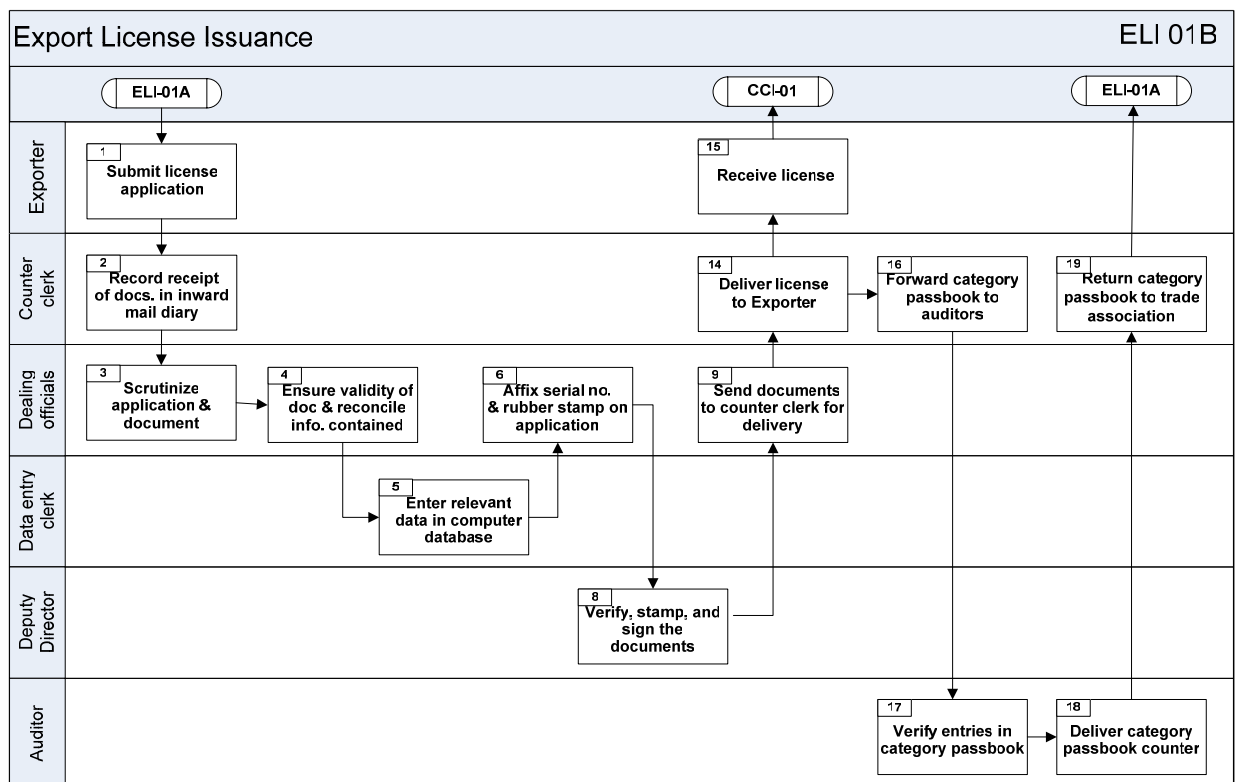 Export License Issuance
ELI 01B
ELI-01A
CCI-01
ELI-01A
Exporter
1
Submit license
application
15
Receive license
Counter
clerk
2
Record receipt
of docs. in inward
mail diary
14
Deliver license
to Exporter
16
Forward category
passbook to
auditors
19
Return category
passbook to trade
association
Dealing
officials
3
Scrutinize
application &
document
4
Ensure validity of
doc & reconcile
info. contained
6
Affix serial no.
& rubber stamp on
application
9
Send documents
to counter clerk for
delivery
Data entry
clerk
5
Enter relevant
data in computer
database
Deputy
Director
8
Verify, stamp, and
sign the
documents
Auditor
17
Verify entries in
category passbook
18
Deliver category
passbook counter